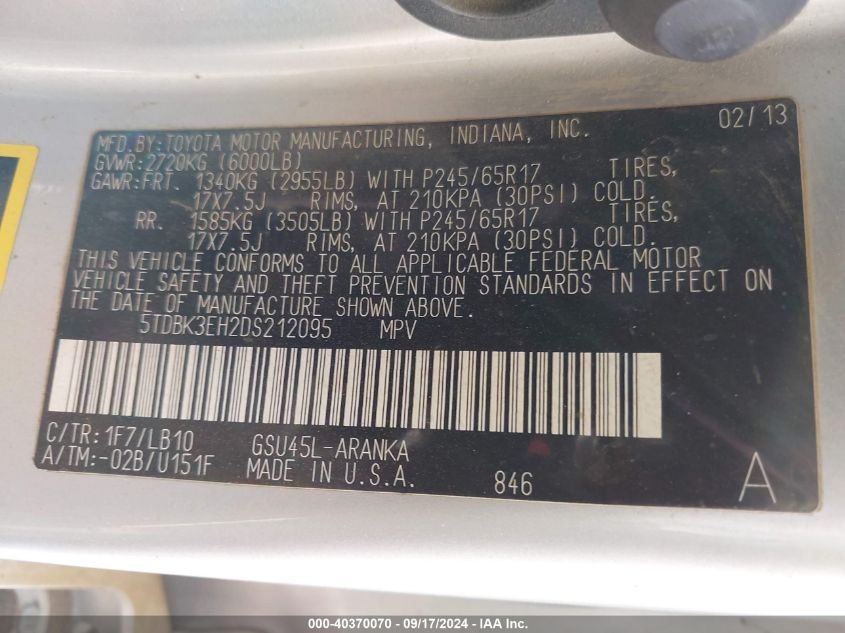 02/13
MFD.BY:TOYOTA MOTOR MANUFACTURING, INDIANA, INC.
GVWR:2720KG (6000LB)
GAWR:FRT. 1340KG (2955LB) WITH P245/65R17 TIRES,
17X7.5J RIMS, AT 210KPA (30PSI) COLD.
RR. 1585KG (3505LB) WITH P245/65R17 TIRES,
17X7.5J RIMS, AT 210KPA (30PSI) COLD.
THIS VEHICLE CONFORMS TO ALL APPLICABLE FEDERAL MOTOR
VEHICLE SAFETY AND THEFT PREVENTION STANDARDS IN EFFECT ON
THE DATE OF MANUFACTURE SHOWN ABOVE.
5TDBK3EH2DS212095 MPV
C/TR:1F7/LB10 GSU45L-ARANKA
A/TM:-02B/U151F MADE IN U.S.A. 846 A
000-40370070 - 09/17/2024 - IAA Inc.